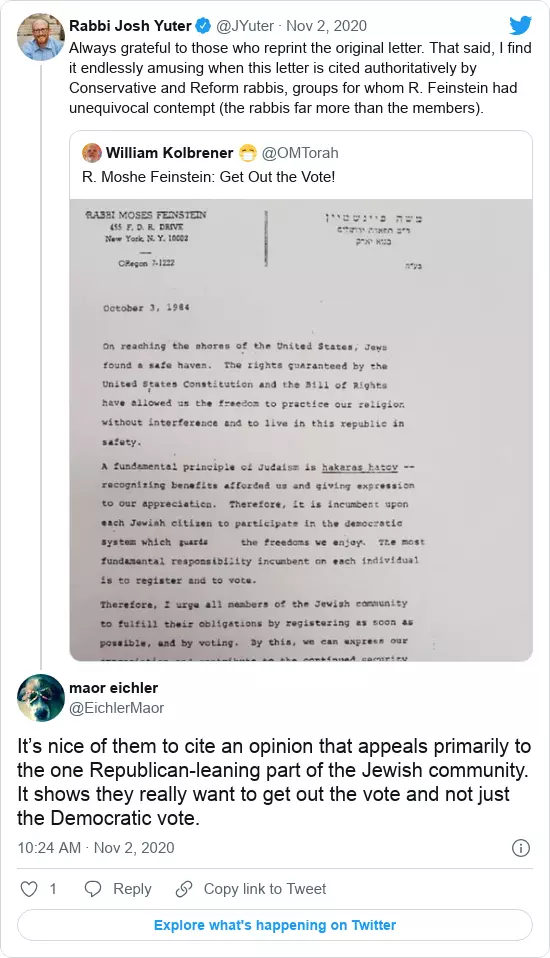 Rabbi Josh Yuter @JYuter · Nov 2, 2020
Always grateful to those who reprint the original letter. That said, I find
it endlessly amusing when this letter is cited authoritatively by
Conservative and Reform rabbis, groups for whom R. Feinstein had
unequivocal contempt (the rabbis far more than the members).
William Kolbrener 😷 @OMTorah
R. Moshe Feinstein: Get Out the Vote!
RABBI MOSES FEINSTEIN
455 F. D. R. DRIVE
New York, N. Y. 10002
ORegon 7-1222
משה פיינשטיין
ר"מ תפארת ירושלים
בנוא יארק
בע"ה
October 3, 1984
On reaching the shores of the United States, Jews
found a safe haven. The rights guaranteed by the
United States Constitution and the Bill of Rights
have allowed us the freedom to practice our religion
without interference and to live in this republic in
safety.
A fundamental principle of Judaism is hakaras hatov --
recognizing benefits afforded us and giving expression
to our appreciation. Therefore, it is incumbent upon
each Jewish citizen to participate in the democratic
system which guards the freedoms we enjoy. The most
fundamental responsibility incumbent on each individual
is to register and to vote.
Therefore, I urge all members of the Jewish community
to fulfill their obligations by registering as soon as
possible, and by voting. By this, we can express our
appreciation and contribute to the continued security
maor eichler
@EichlerMaor
It’s nice of them to cite an opinion that appeals primarily to
the one Republican-leaning part of the Jewish community.
It shows they really want to get out the vote and not just
the Democratic vote.
10:24 AM · Nov 2, 2020
1 Reply Copy link to Tweet
Explore what's happening on Twitter